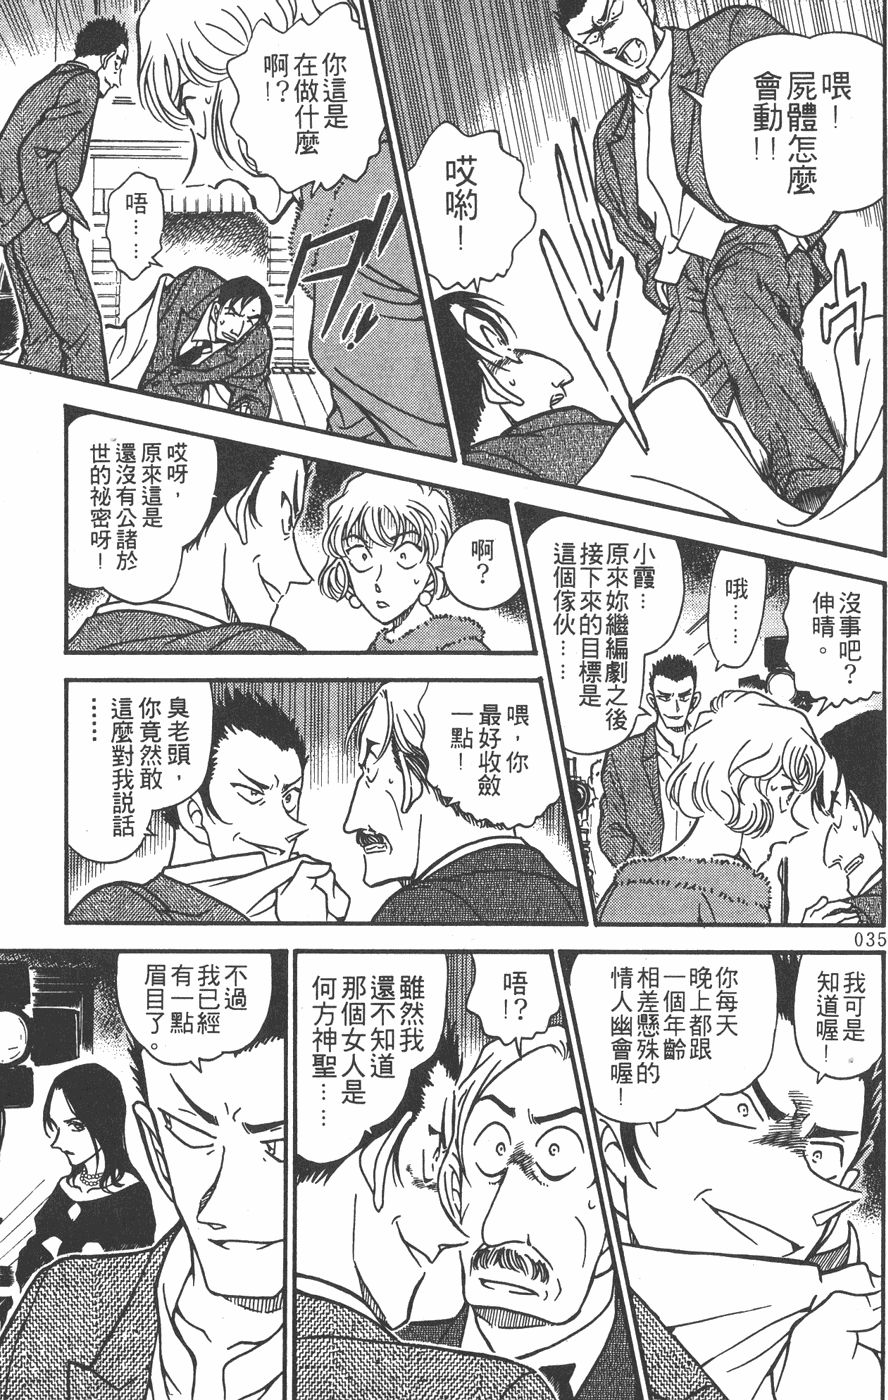 喂！
屍體怎麼
會動！！
哎喲！
你這是
在做什麼
啊！？
唔……
ダッ
沒事吧？
伸晴。
哦……
小霞…
原來妳繼編劇之後
接下來的目標是
這個傢伙……
啊？
哎呀，
原來這是
還沒有公諸於
世的祕密呀！
喂，你
最好收斂
一點！
臭老頭，
你竟然敢
這麼對我說話
……
035
我可是
知道喔！
你每天
晚上都跟
一個年齡
相差懸殊的
情人幽會喔！
唔！？
雖然我
還不知道
那個女人是
何方神聖……
不過
我已經
有一點
眉目了。